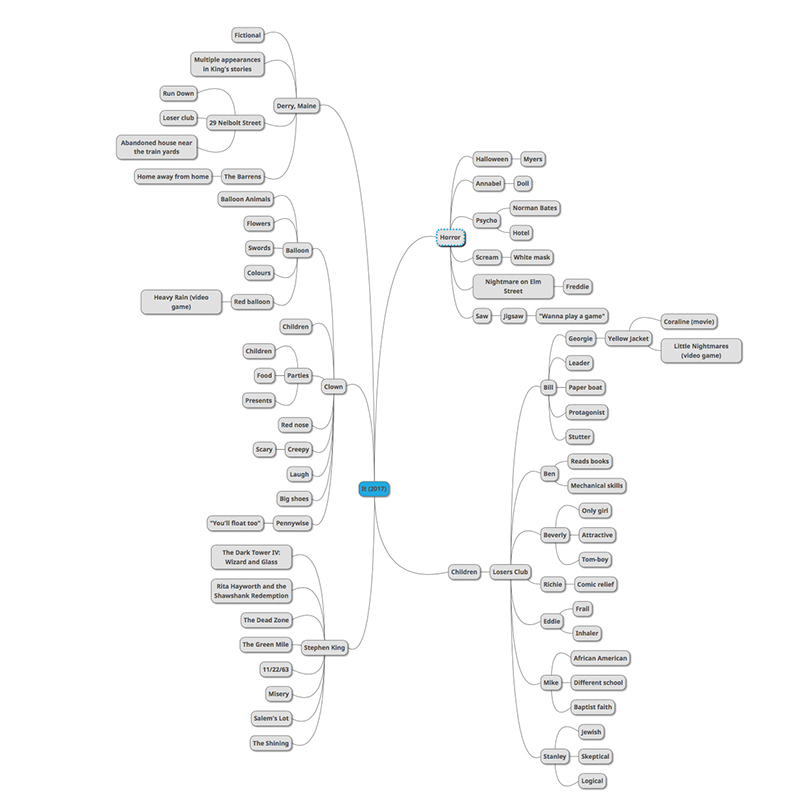 It (2017)
Derry, Maine
Fictional
Multiple appearances
in King's stories
29 Neibolt Street
Run Down
Loser club
Abandoned house near
the train yards
The Barrens
Home away from home
Clown
Balloon
Balloon Animals
Flowers
Swords
Colours
Red balloon
Heavy Rain (video
game)
Children
Parties
Children
Food
Presents
Red nose
Creepy
Scary
Laugh
Big shoes
Pennywise
"You'll float too"
Stephen King
The Dark Tower IV:
Wizard and Glass
Rita Hayworth and the
Shawshank Redemption
The Dead Zone
The Green Mile
11/22/63
Misery
Salem's Lot
The Shining
Horror
Halloween
Myers
Annabel
Doll
Psycho
Norman Bates
Hotel
Scream
White mask
Nightmare on Elm
Street
Freddie
Saw
Jigsaw
"Wanna play a game"
Children
Losers Club
Bill
Georgie
Yellow Jacket
Coraline (movie)
Little Nightmares
(video game)
Leader
Paper boat
Protagonist
Stutter
Ben
Reads books
Mechanical skills
Beverly
Only girl
Attractive
Tom-boy
Richie
Comic relief
Eddie
Frail
Inhaler
Mike
African American
Different school
Baptist faith
Stanley
Jewish
Skeptical
Logical